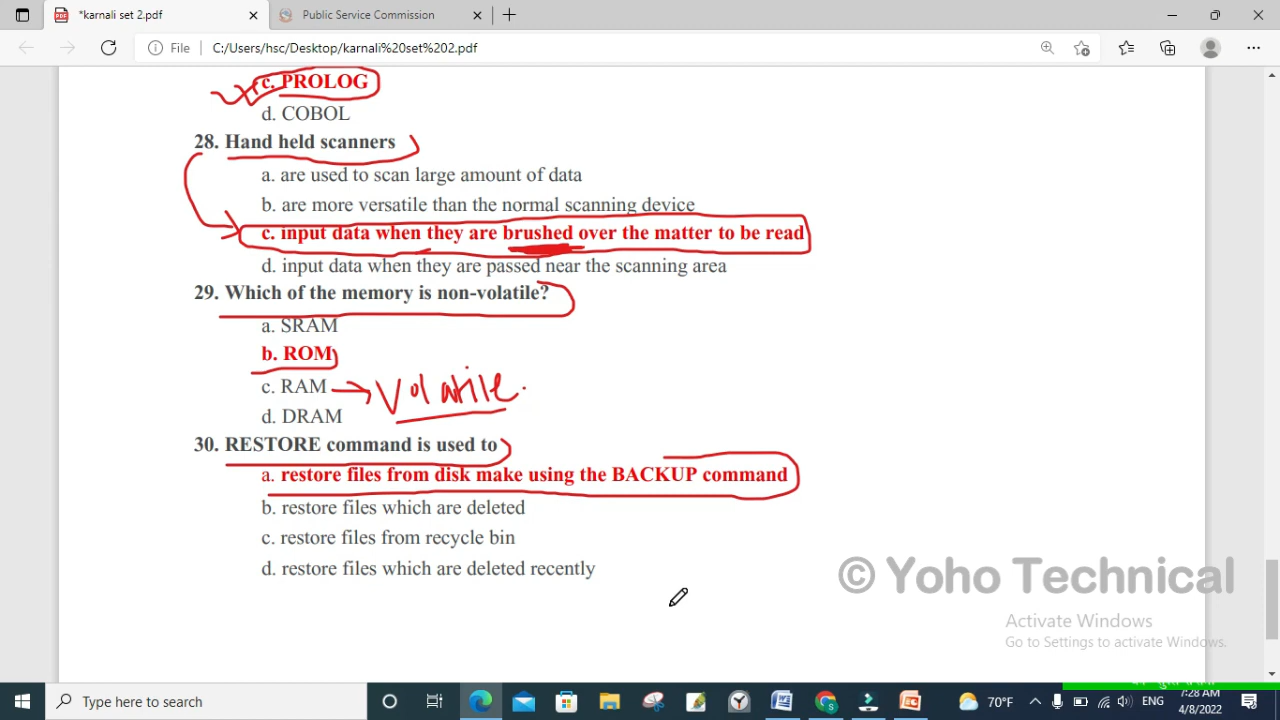 *karnali set 2.pdf
Public Service Commission
File
C:/Users/hsc/Desktop/karnali%20set%202.pdf
c. PROLOG
d. COBOL
28. Hand held scanners
a. are used to scan large amount of data
b. are more versatile than the normal scanning device
c. input data when they are brushed over the matter to be read
d. input data when they are passed near the scanning area
29. Which of the memory is non-volatile?
a. SRAM
b. ROM
c. RAM Volatile.
d. DRAM
30. RESTORE command is used to
a. restore files from disk make using the BACKUP command
b. restore files which are deleted
c. restore files from recycle bin
d. restore files which are deleted recently
© Yoho Technical
Activate Windows
Go to Settings to activate Windows.
Type here to search
70°F
ENG
7:28 AM
4/8/2022